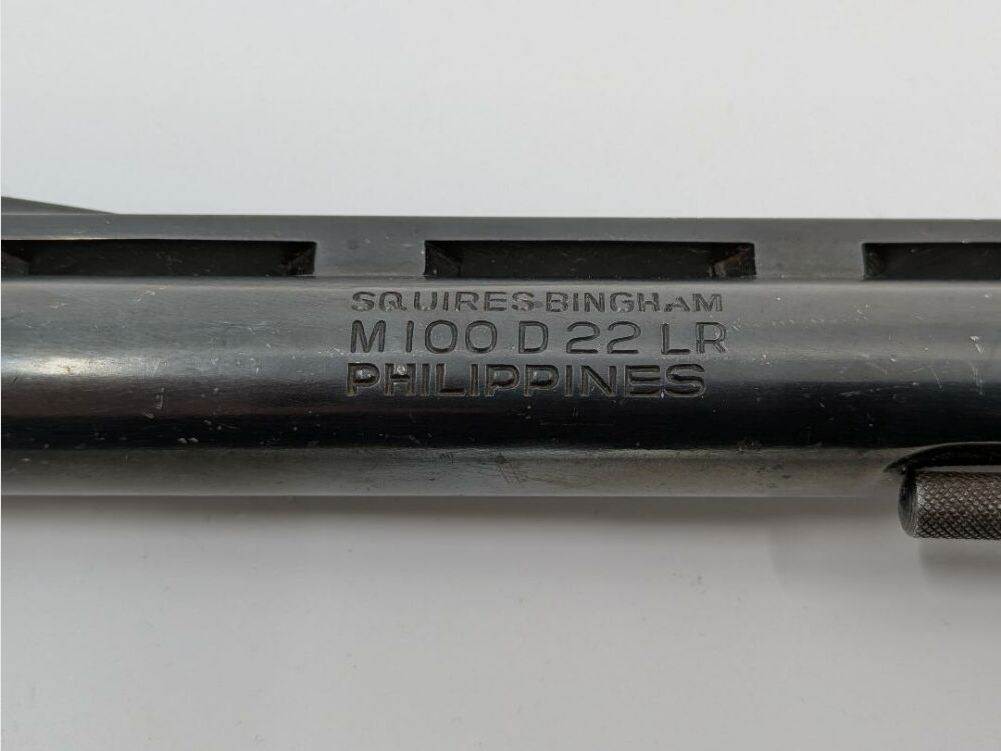 SQUIRES-BINGHAM
M 100 D 22 LR
PHILIPPINES